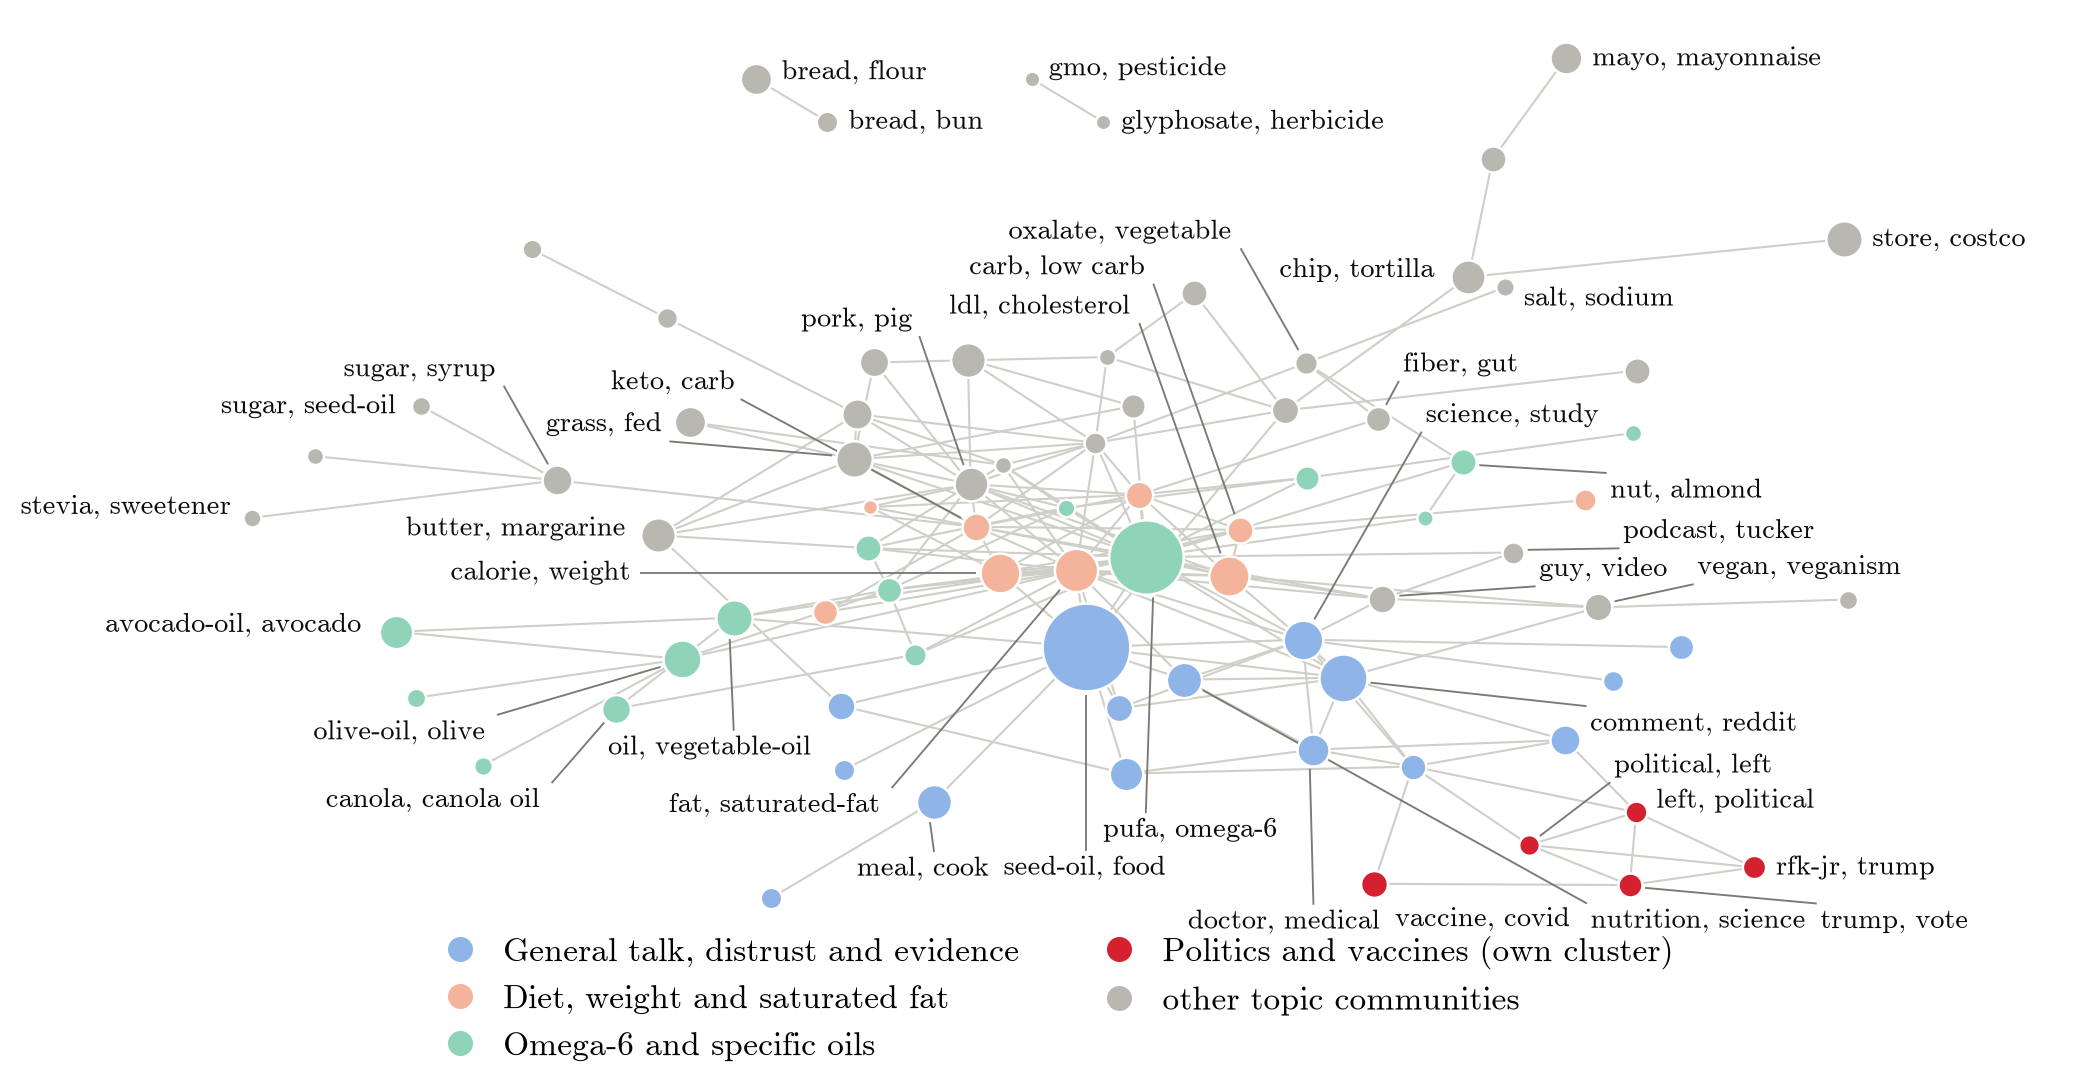 bread, flour
gmo, pesticide
mayo, mayonnaise
bread, bun
glyphosate, herbicide
oxalate, vegetable
store, costco
carb, low carb
chip, tortilla
ldl, cholesterol
salt, sodium
pork, pig
sugar, syrup
keto, carb
fiber, gut
sugar, seed-oil
grass, fed
science, study
stevia, sweetener
nut, almond
butter, margarine
podcast, tucker
calorie, weight
guy, video
vegan, veganism
avocado-oil, avocado
olive-oil, olive
comment, reddit
oil, vegetable-oil
political, left
canola, canola oil
fat, saturated-fat
left, political
pufa, omega-6
meal, cook
seed-oil, food
rfk-jr, trump
doctor, medical
vaccine, covid
nutrition, science
trump, vote
General talk, distrust and evidence
Diet, weight and saturated fat
Omega-6 and specific oils
Politics and vaccines (own cluster)
other topic communities